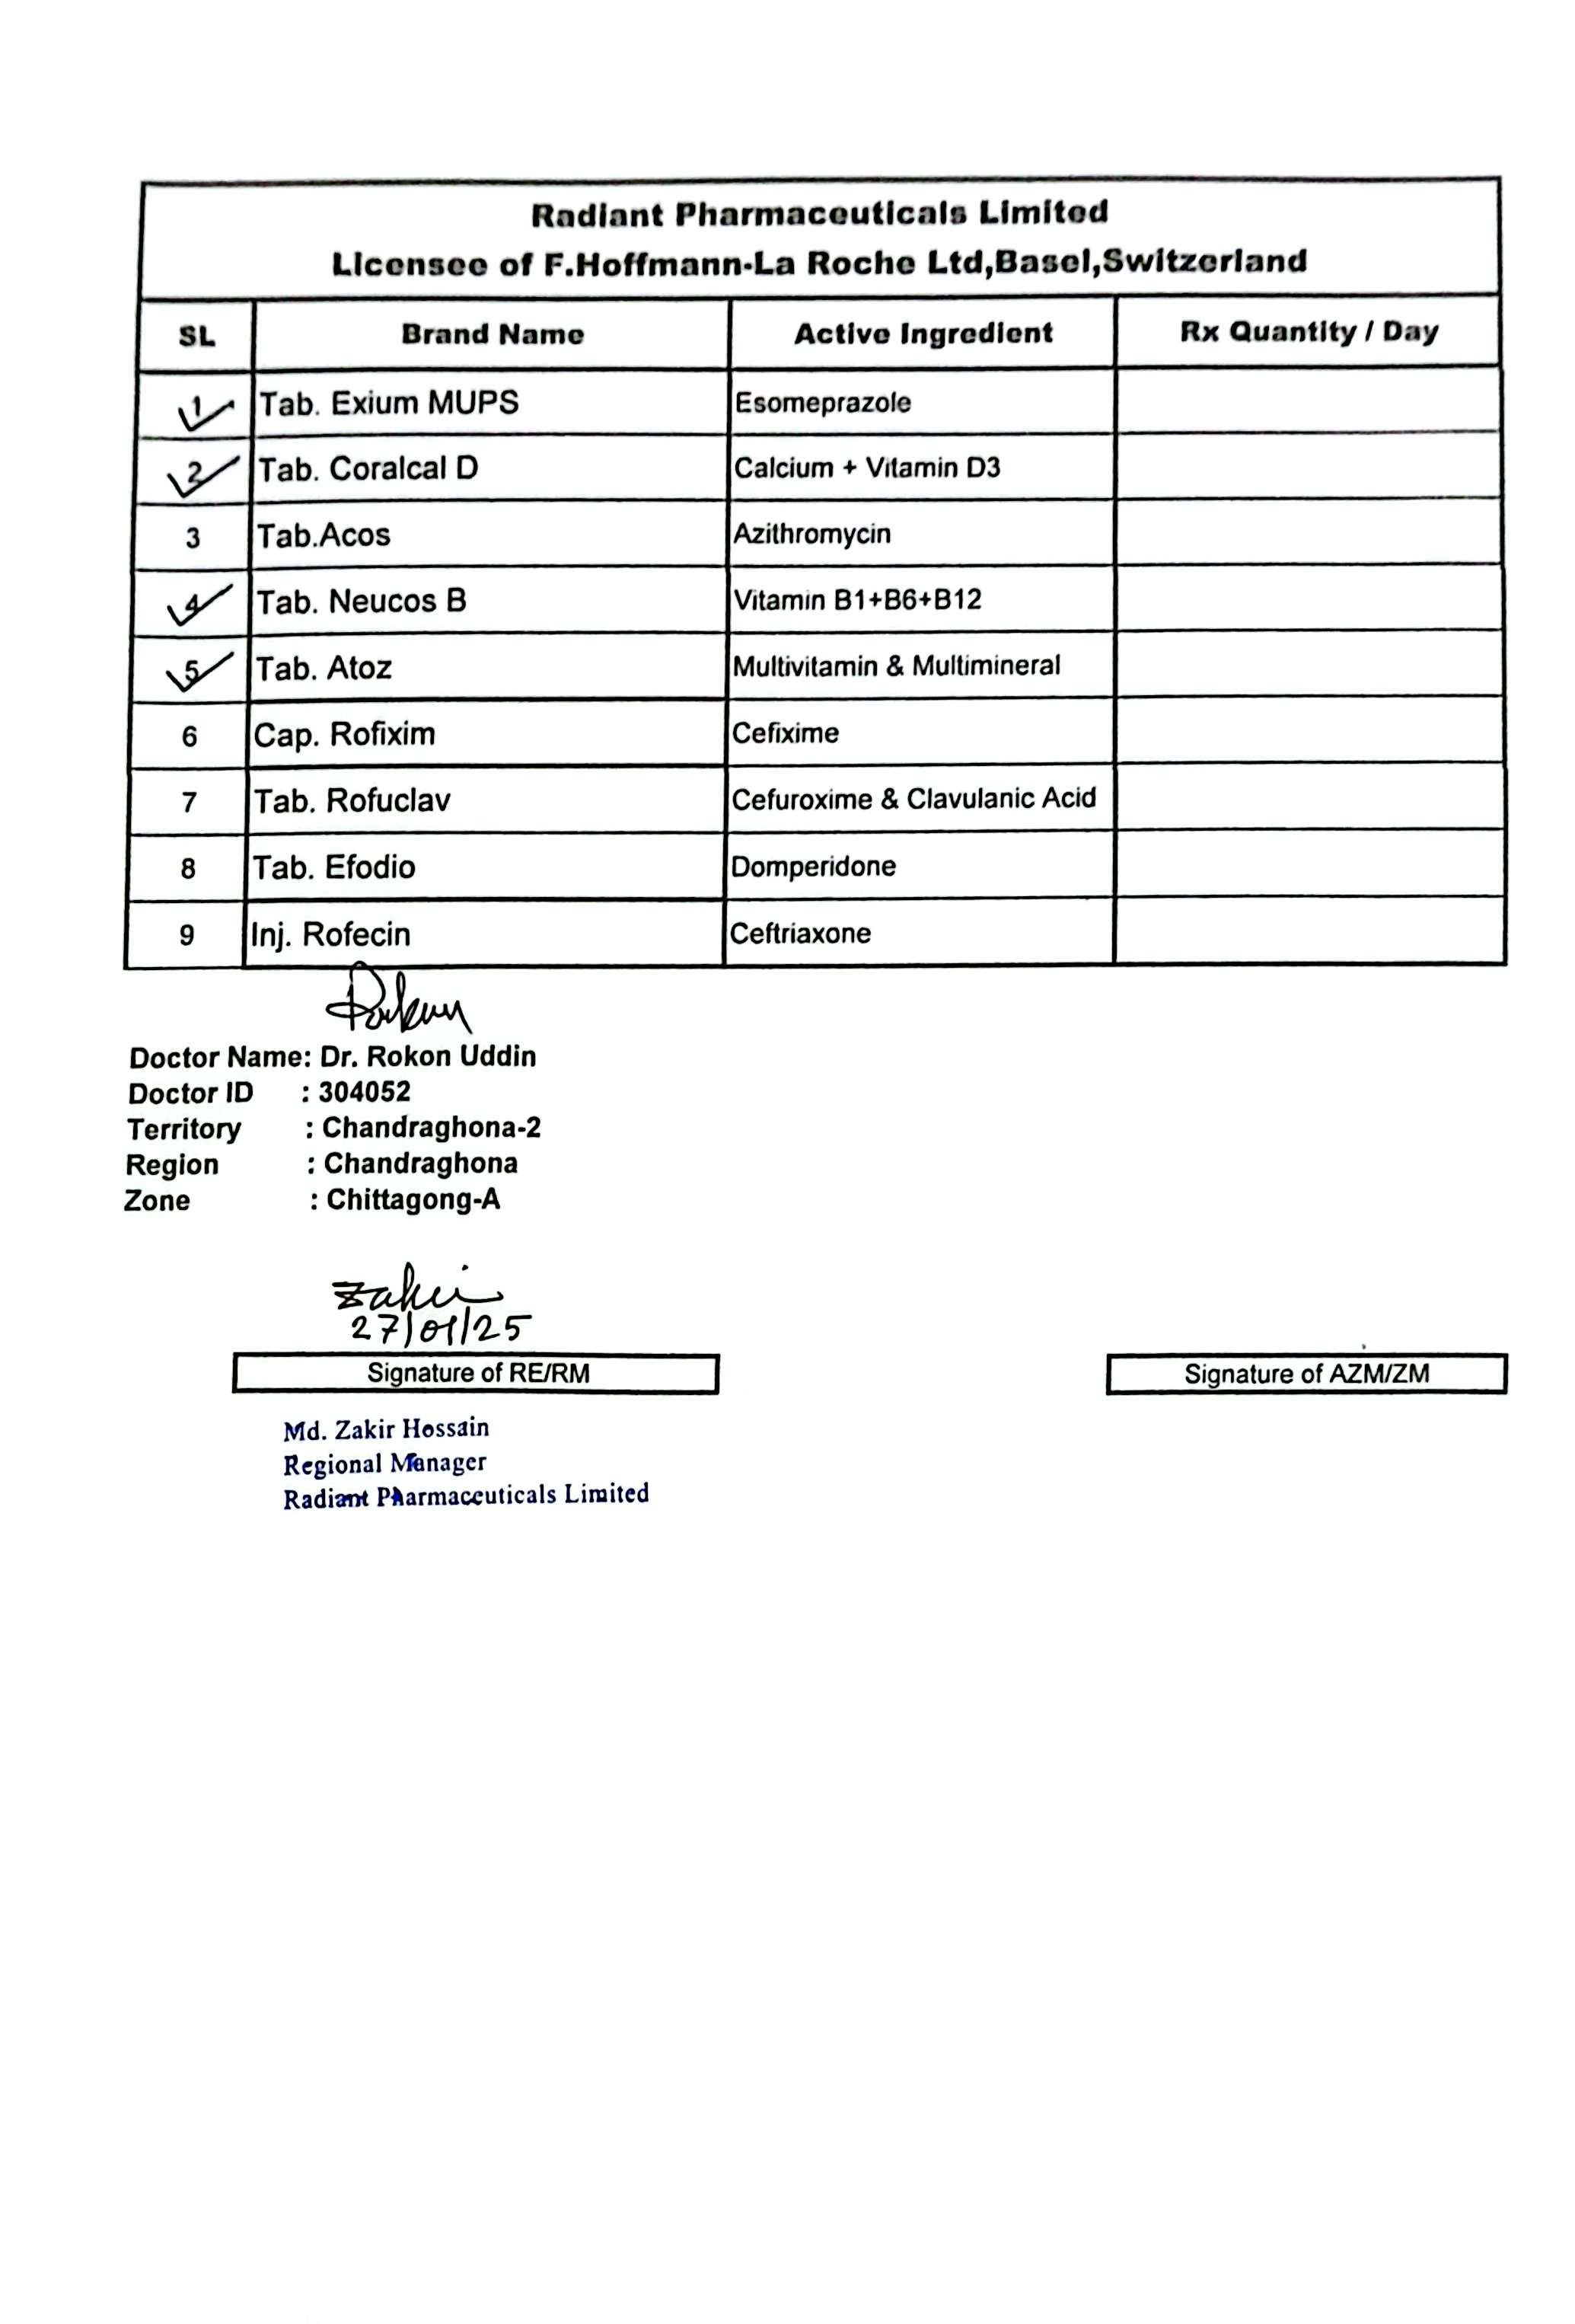 Radiant Pharmaceuticals Limited
Licensee of F.Hoffmann-La Roche Ltd,Basel,Switzerland
SL Brand Name Active Ingredient Rx Quantity / Day
1 Tab. Exium MUPS Esomeprazole
2 Tab. Coralcal D Calcium + Vitamin D3
3 Tab.Acos Azithromycin
4 Tab. Neucos B Vitamin B1+B6+B12
5 Tab. Atoz Multivitamin & Multimineral
6 Cap. Rofixim Cefixime
7 Tab. Rofuclav Cefuroxime & Clavulanic Acid
8 Tab. Efodio Domperidone
9 Inj. Rofecin Ceftriaxone
Doctor Name: Dr. Rokon Uddin
Doctor ID : 304052
Territory : Chandraghona-2
Region : Chandraghona
Zone : Chittagong-A
Zakir
27/01/25
Signature of RE/RM Signature of AZM/ZM
Md. Zakir Hossain
Regional Manager
Radiant Pharmaceuticals Limited